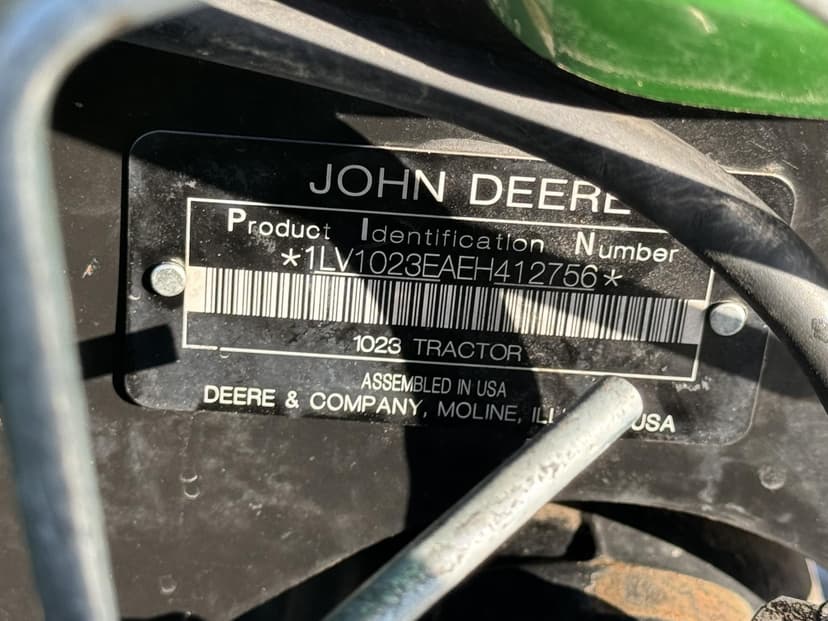 JOHN DEERE
Product Identification Number
*1LV1023EAEH412756*
1023 TRACTOR
ASSEMBLED IN USA
DEERE & COMPANY, MOLINE, USA